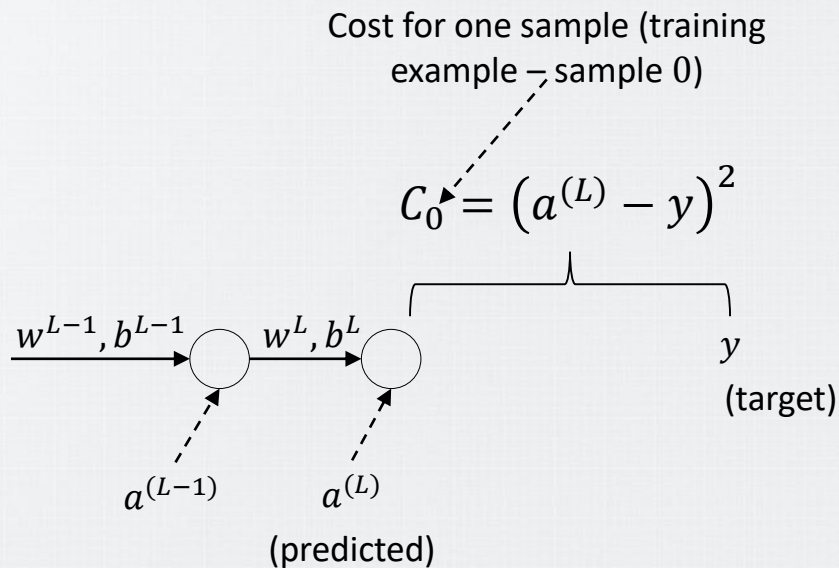 Cost for one sample (training
example – sample 0)
C₀ = (a⁽ᴸ⁾ − y)²
wᴸ⁻¹, bᴸ⁻¹ wᴸ, bᴸ y
(target)
a⁽ᴸ⁻¹⁾ a⁽ᴸ⁾
(predicted)